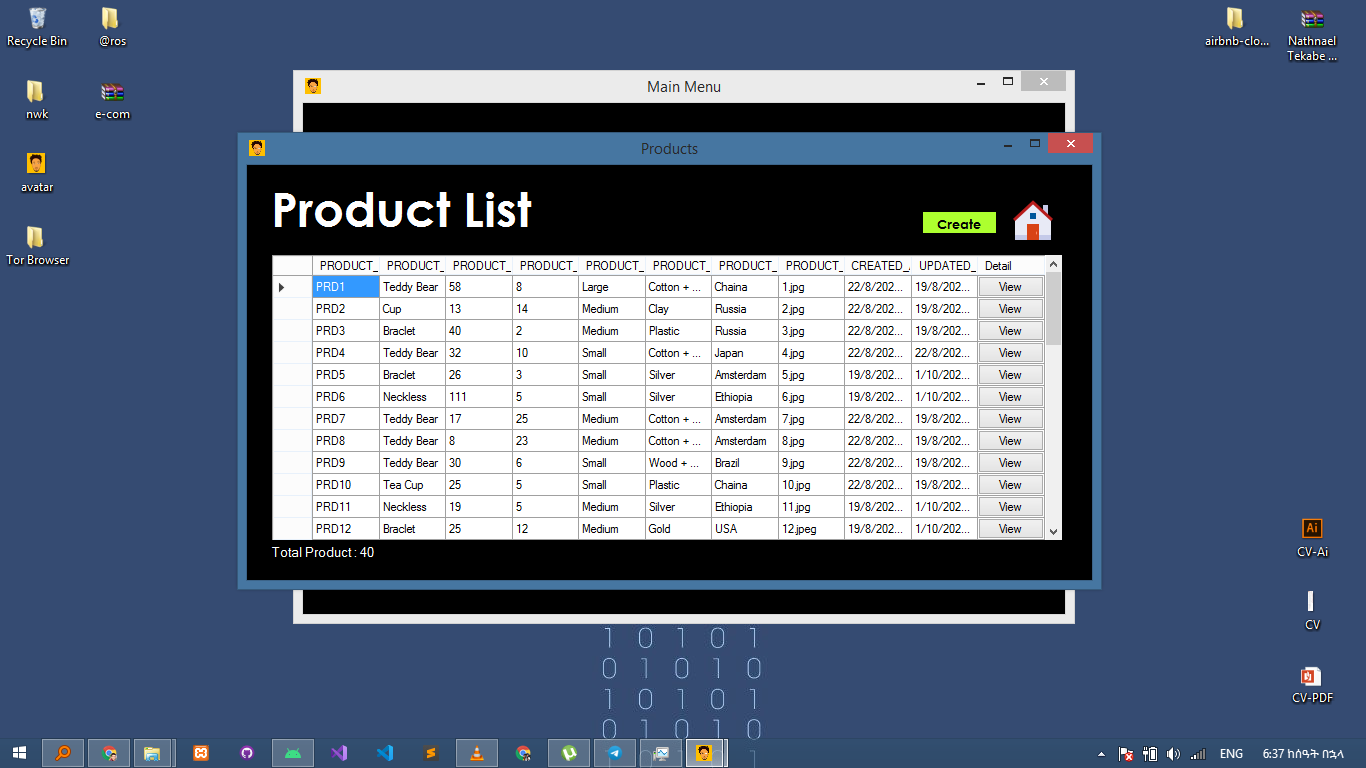 Recycle Bin
@ros
airbnb-clo...
Nathnael
Tekabe ...
nwk
e-com
avatar
Tor Browser
Main Menu
Products
Product List
Create
PRODUCT_ PRODUCT_ PRODUCT_ PRODUCT_ PRODUCT_ PRODUCT_ PRODUCT_ PRODUCT_ CREATED_ UPDATED_ Detail
PRD1 Teddy Bear 58 8 Large Cotton + ... Chaina 1.jpg 22/8/202... 19/8/202... View
PRD2 Cup 13 14 Medium Clay Russia 2.jpg 22/8/202... 19/8/202... View
PRD3 Braclet 40 2 Medium Plastic Russia 3.jpg 22/8/202... 19/8/202... View
PRD4 Teddy Bear 32 10 Small Cotton + ... Japan 4.jpg 22/8/202... 22/8/202... View
PRD5 Braclet 26 3 Small Silver Amsterdam 5.jpg 19/8/202... 1/10/202... View
PRD6 Neckless 111 5 Small Silver Ethiopia 6.jpg 19/8/202... 1/10/202... View
PRD7 Teddy Bear 17 25 Medium Cotton + ... Amsterdam 7.jpg 22/8/202... 19/8/202... View
PRD8 Teddy Bear 8 23 Medium Cotton + ... Amsterdam 8.jpg 22/8/202... 19/8/202... View
PRD9 Teddy Bear 30 6 Small Wood + ... Brazil 9.jpg 22/8/202... 19/8/202... View
PRD10 Tea Cup 25 5 Small Plastic Chaina 10.jpg 22/8/202... 19/8/202... View
PRD11 Neckless 19 5 Medium Silver Ethiopia 11.jpg 19/8/202... 1/10/202... View
PRD12 Braclet 25 12 Medium Gold USA 12.jpeg 19/8/202... 1/10/202... View
Total Product : 40
Ai
CV-Ai
CV
CV-PDF
1 0 1 0 1
0 1 0 1 0
1 0 1 0 1
0 1 0 1 0
ENG
6:37 ከሰዓት በኋላ